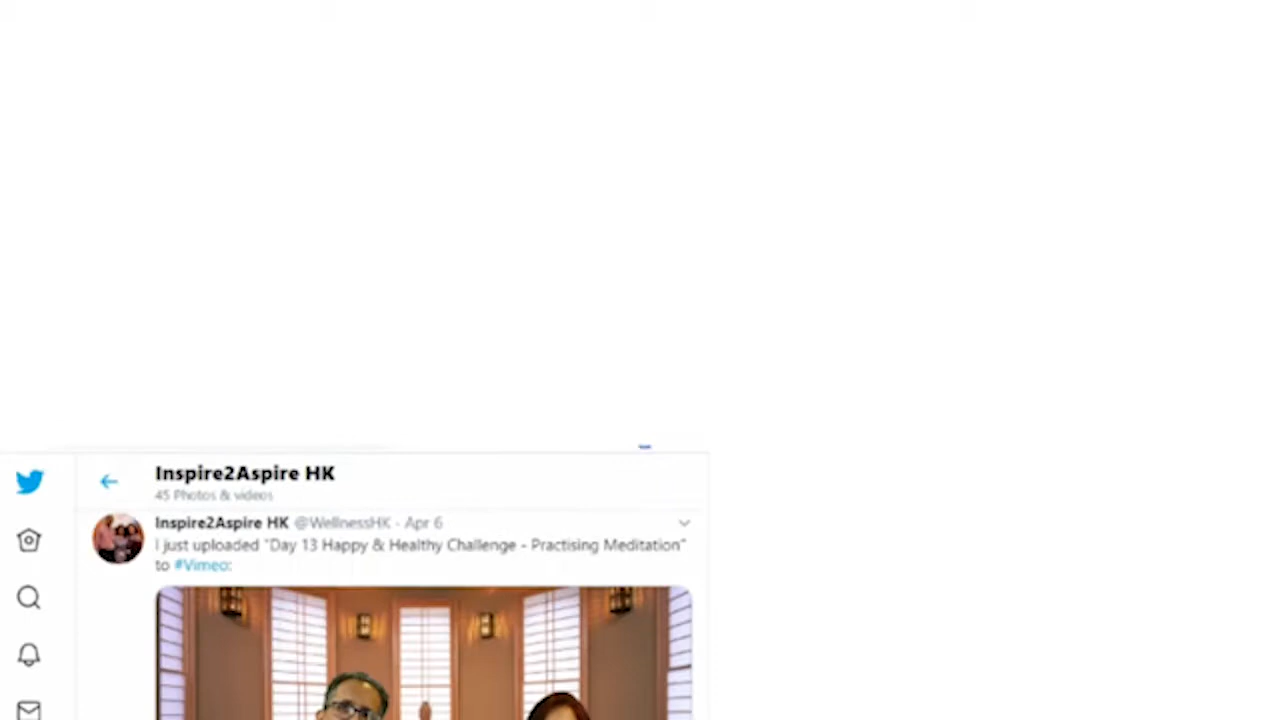 Inspire2Aspire HK
45 Photos & videos
Inspire2Aspire HK @WellnessHK - Apr 6
I just uploaded "Day 13 Happy & Healthy Challenge - Practising Meditation"
to #Vimeo: